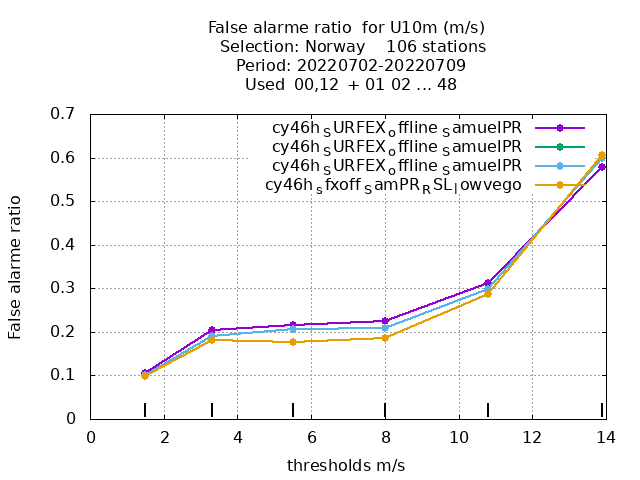 False alarme ratio  for U10m (m/s)
Selection: Norway    106 stations
Period: 20220702-20220709
Used  00,12  + 01 02 ... 48
0.7
0.6
0.5
0.4
0.3
0.2
0.1
0
False alarme ratio
cy46h_SURFEX_offline_SamuelPR
cy46h_SURFEX_offline_SamuelPR
cy46h_SURFEX_offline_SamuelPR
cy46h_sfxoff_SamPR_RSL_lowvego
0 2 4 6 8 10 12 14
thresholds m/s